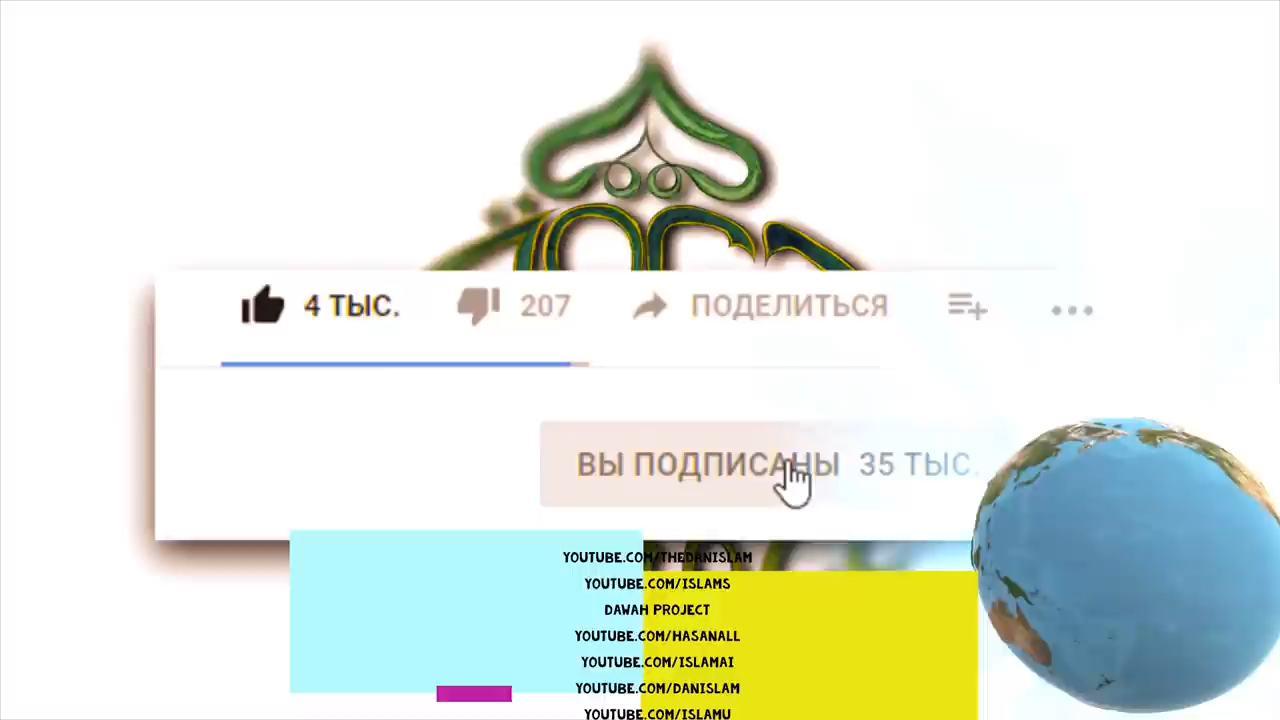 4 ТЫС. 207 ПОДЕЛИТЬСЯ
ВЫ ПОДПИСАНЫ 35 ТЫС.
YOUTUBE.COM/THEDANISLAM
YOUTUBE.COM/ISLAMS
DAWAH PROJECT
YOUTUBE.COM/HASANALL
YOUTUBE.COM/ISLAMAI
YOUTUBE.COM/DANISLAM
YOUTUBE.COM/ISLAMU